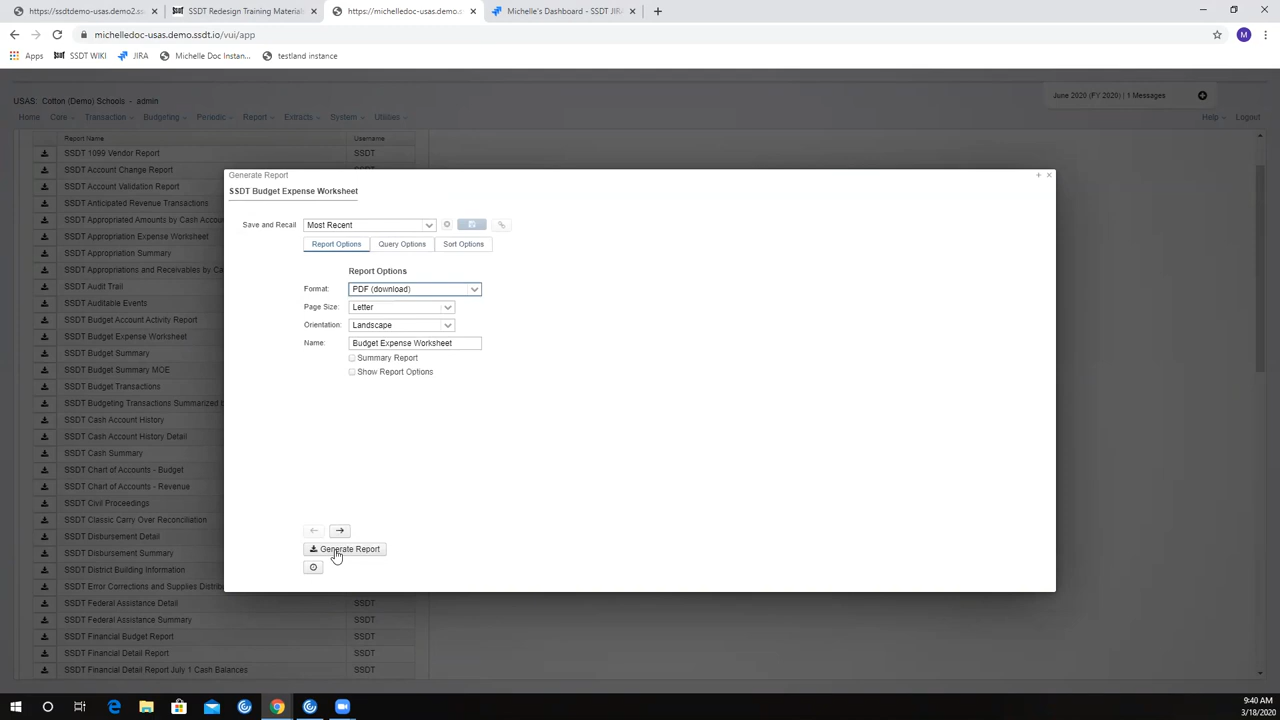 https://ssdtdemo-usas.demo2.ss
SSDT Redesign Training Material
https://michelledoc-usas.demo.s
Michelle's Dashboard - SSDT JIR
michelledoc-usas.demo.ssdt.io/vui/app
M
Apps
SSDT WIKI
JIRA
Michelle Doc Instan...
testland instance
USAS: Cotton (Demo) Schools - admin
June 2020 (FY 2020) | 1 Messages
Home
Core
Transaction
Budgeting
Periodic
Report
Extracts
System
Utilities
Help
Logout
Report Name
Username
SSDT 1099 Vendor Report
SSDT
SSDT Account Change Report
SSDT Account Validation Report
SSDT Anticipated Revenue Transactions
SSDT Appropriated Amounts by Cash Accou
SSDT Appropriation Expense Worksheet
SSDT Appropriation Summary
SSDT Appropriations and Receivables by Ca
SSDT Audit Trail
SSDT Auditable Events
SSDT Budget Account Activity Report
SSDT Budget Expense Worksheet
SSDT Budget Summary
SSDT Budget Summary MOE
SSDT Budget Transactions
SSDT Budgeting Transactions Summarized b
SSDT Cash Account History
SSDT Cash Account History Detail
SSDT Cash Summary
SSDT Chart of Accounts - Budget
SSDT Chart of Accounts - Revenue
SSDT Civil Proceedings
SSDT Classic Carry Over Reconciliation
SSDT Disbursement Detail
SSDT Disbursement Summary
SSDT District Building Information
SSDT Error Corrections and Supplies Distribu
SSDT Federal Assistance Detail
SSDT
SSDT Federal Assistance Summary
SSDT
SSDT Financial Budget Report
SSDT
SSDT Financial Detail Report
SSDT
SSDT Financial Detail Report July 1 Cash Balances
SSDT
Generate Report
SSDT Budget Expense Worksheet
Save and Recall
Most Recent
Report Options
Query Options
Sort Options
Report Options
Format:
PDF (download)
Page Size:
Letter
Orientation:
Landscape
Name:
Budget Expense Worksheet
Summary Report
Show Report Options
Generate Report
9:40 AM
3/18/2020